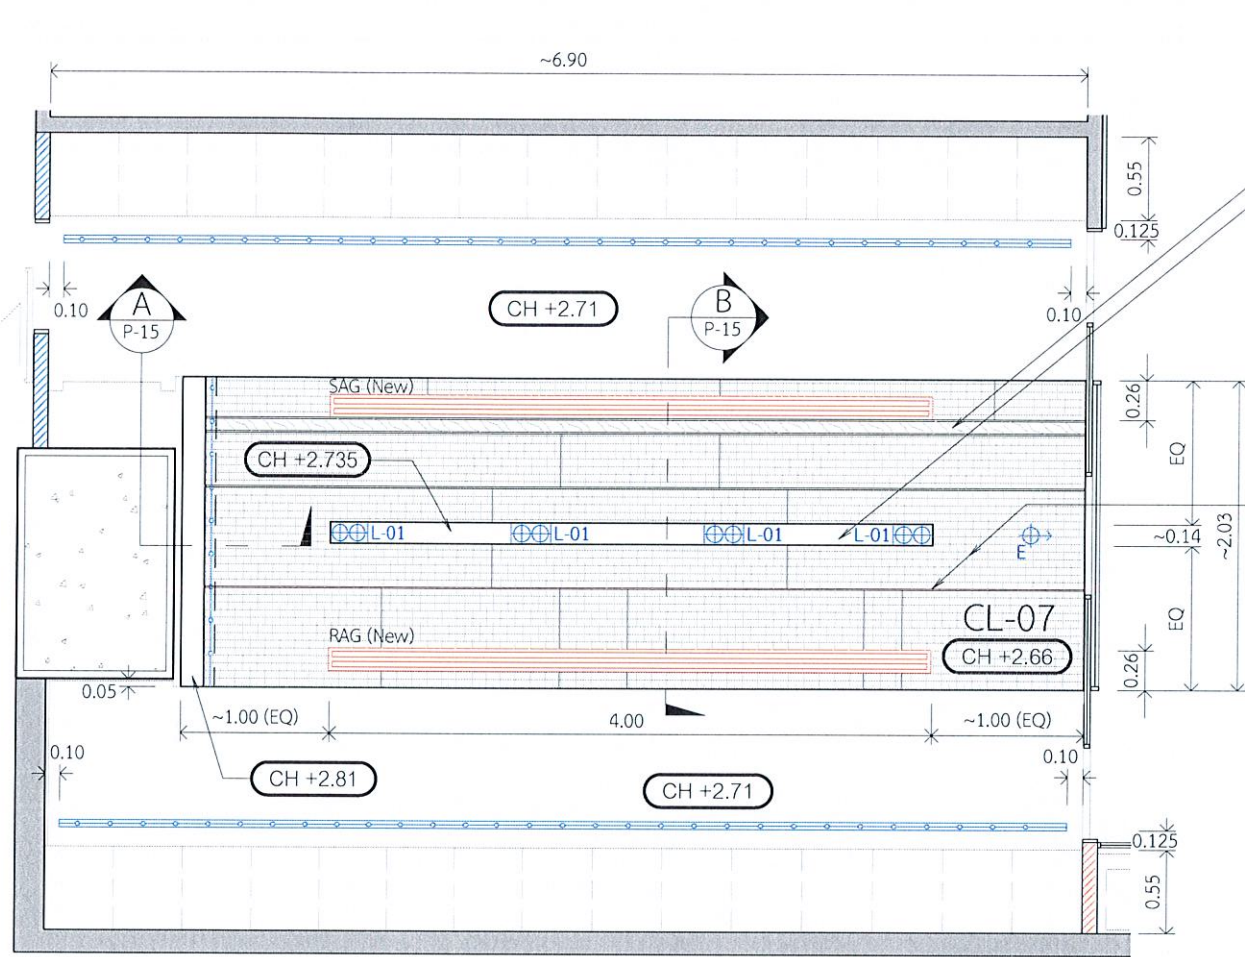 ~6.90
0.55
0.125
0.10
A
P-15
CH +2.71
B
P-15
0.10
SAG (New)
0.26
CH +2.735
EQ
L-01
L-01
L-01
L-01
E
~0.14
~2.03
RAG (New)
CL-07
CH +2.66
EQ
0.26
0.05
~1.00 (EQ)
4.00
~1.00 (EQ)
0.10
CH +2.81
CH +2.71
0.10
0.125
0.55